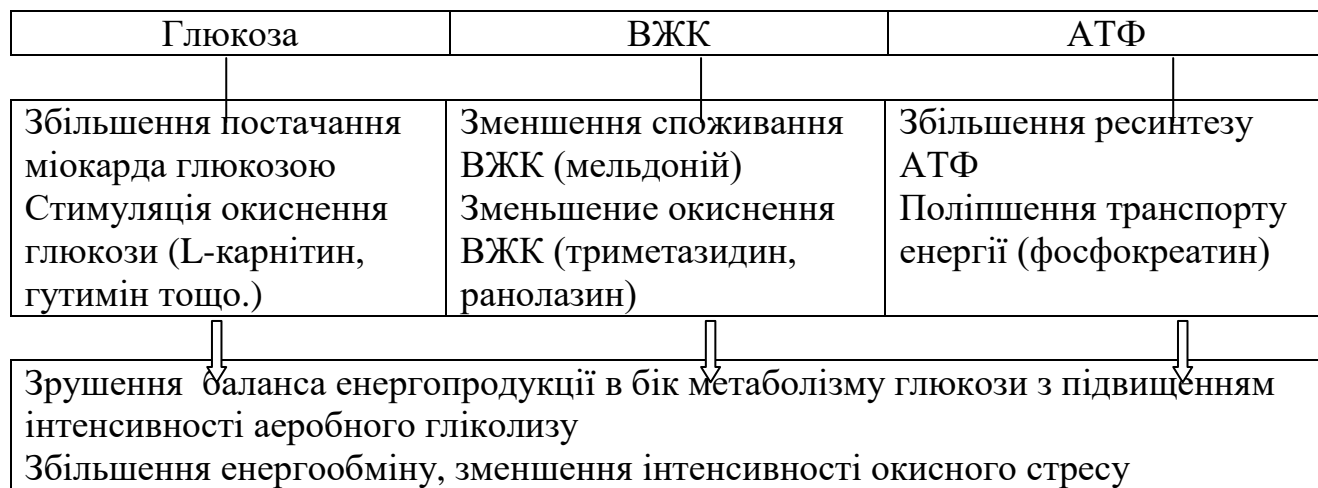 Глюкоза
ВЖК
АТФ
Збільшення постачання
міокарда глюкозою
Стимуляція окиснення
глюкози (L-карнітин,
гутимін тощо.)
Зменшення споживання
ВЖК (мельдоній)
Зменьшение окиснення
ВЖК (триметазидин,
ранолазин)
Збільшення ресинтезу
АТФ
Поліпшення транспорту
енергії (фосфокреатин)
Зрушення баланса енергопродукції в бік метаболізму глюкози з підвищенням
інтенсивності аеробного гліколизу
Збільшення енергообміну, зменшення інтенсивності окисного стресу